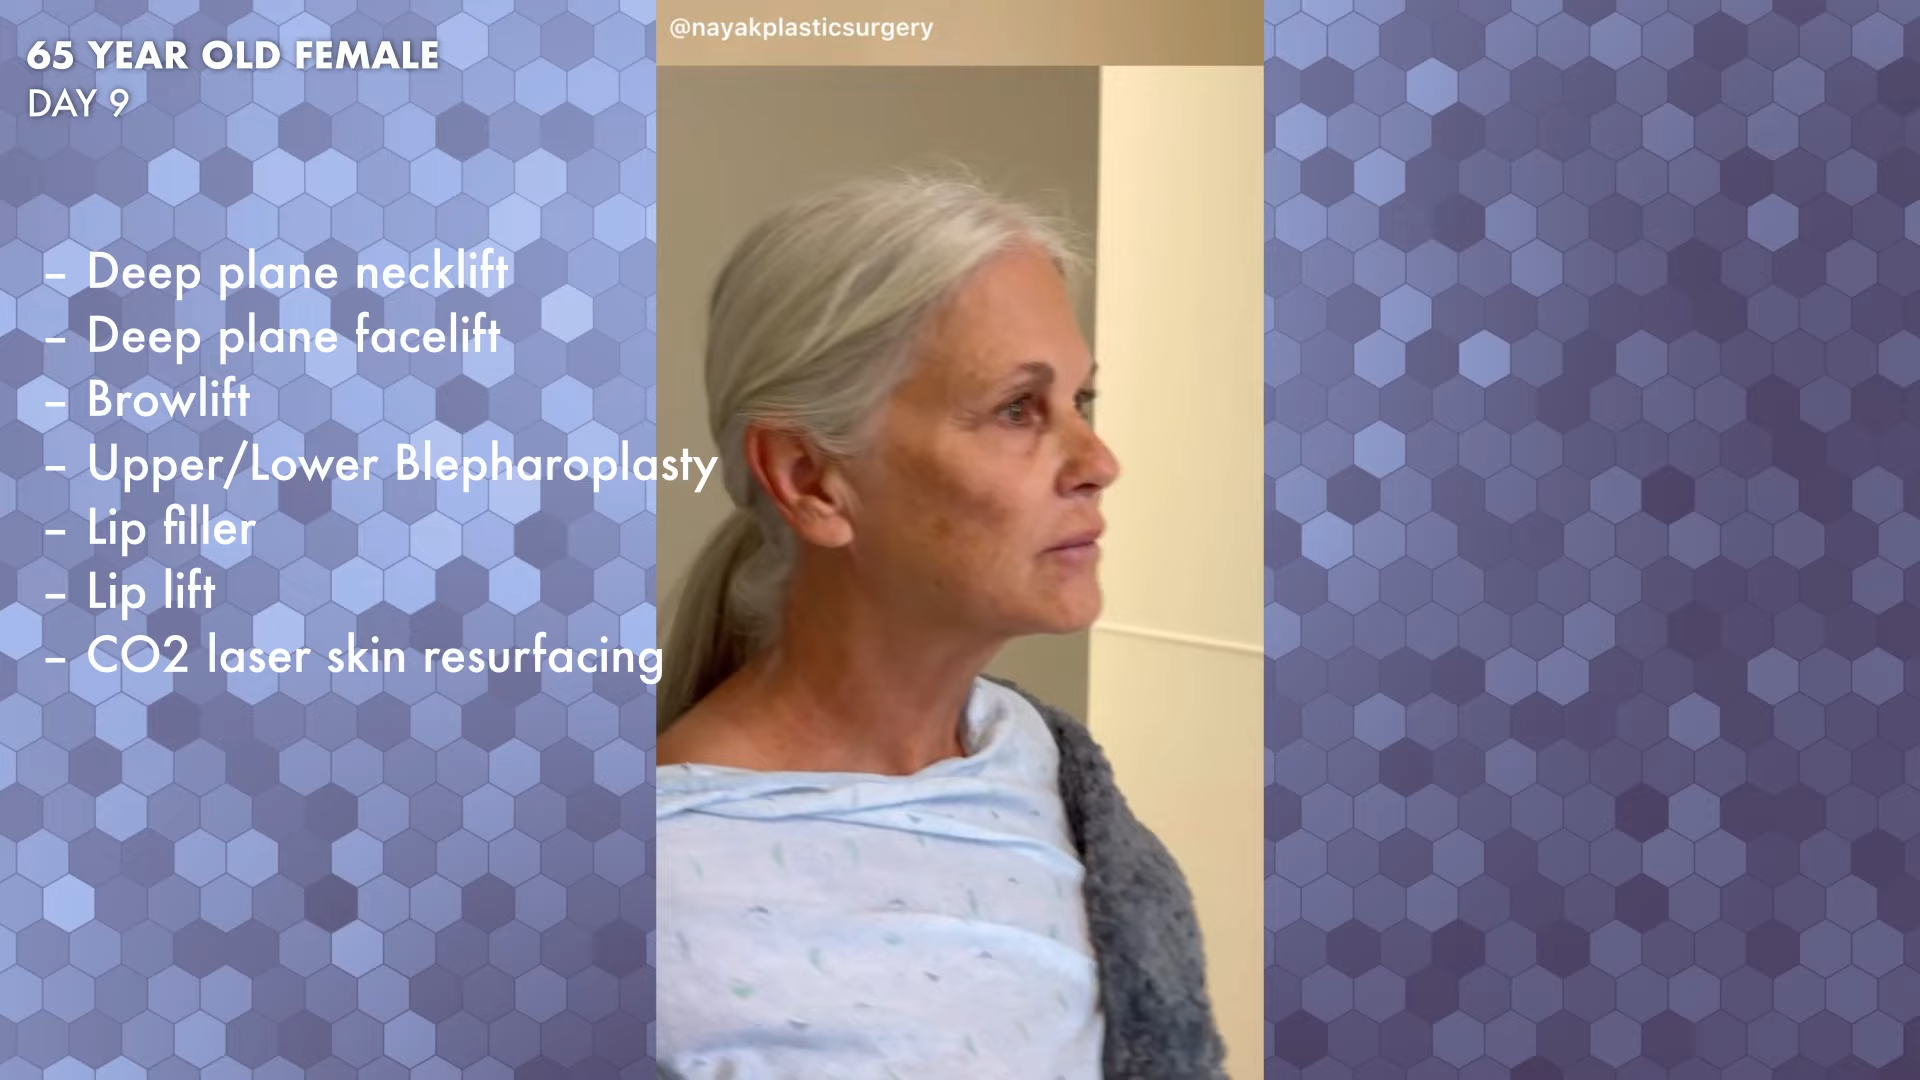 65 YEAR OLD FEMALE
DAY 9
@nayakplasticsurgery
– Deep plane necklift
– Deep plane facelift
– Browlift
– Upper/Lower Blepharoplasty
– Lip filler
– Lip lift
– CO2 laser skin resurfacing